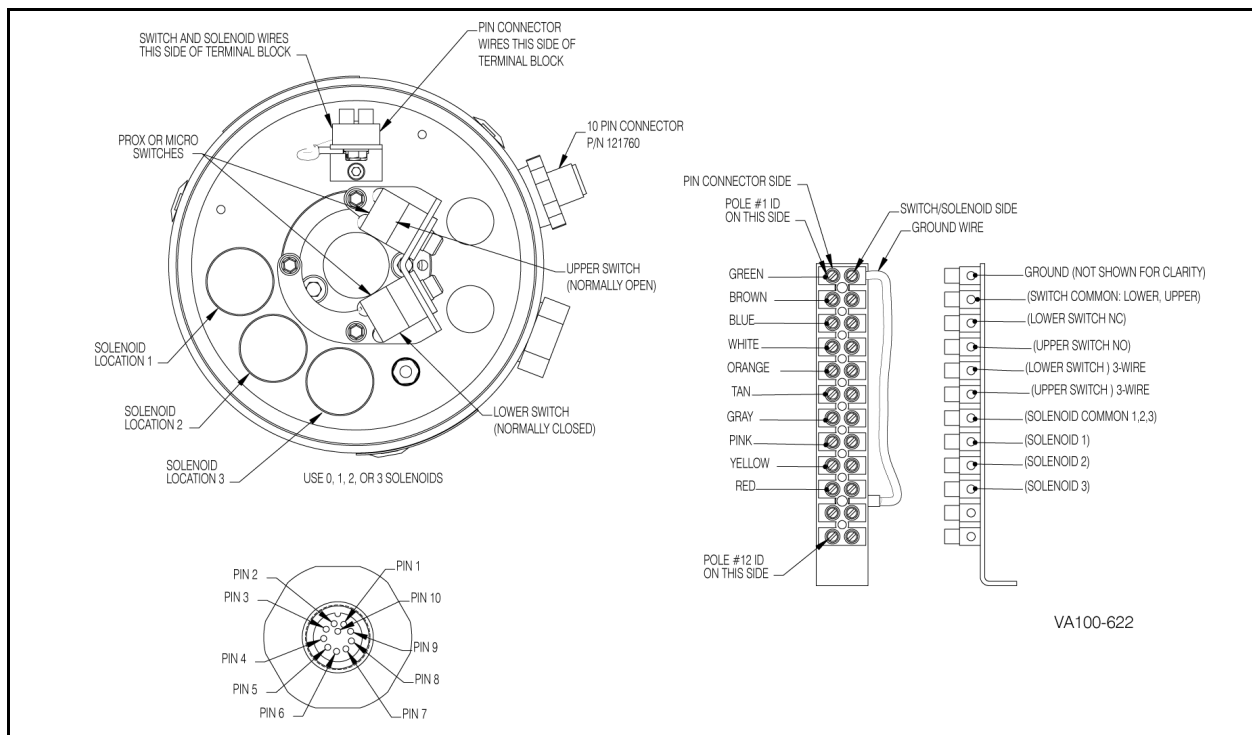 SWITCH AND SOLENOID WIRES
THIS SIDE OF TERMINAL BLOCK
PIN CONNECTOR
WIRES THIS SIDE OF
TERMINAL BLOCK
PROX OR MICRO
SWITCHES
10 PIN CONNECTOR
P/N 121760
UPPER SWITCH
(NORMALLY OPEN)
SOLENOID
LOCATION 1
SOLENOID
LOCATION 2
SOLENOID
LOCATION 3
LOWER SWITCH
(NORMALLY CLOSED)
USE 0, 1, 2, OR 3 SOLENOIDS
PIN CONNECTOR SIDE
POLE #1 ID
ON THIS SIDE
SWITCH/SOLENOID SIDE
GROUND WIRE
GREEN
BROWN
BLUE
WHITE
ORANGE
TAN
GRAY
PINK
YELLOW
RED
POLE #12 ID
ON THIS SIDE
GROUND (NOT SHOWN FOR CLARITY)
(SWITCH COMMON: LOWER, UPPER)
(LOWER SWITCH NC)
(UPPER SWITCH NO)
(LOWER SWITCH ) 3-WIRE
(UPPER SWITCH ) 3-WIRE
(SOLENOID COMMON 1,2,3)
(SOLENOID 1)
(SOLENOID 2)
(SOLENOID 3)
VA100-622
PIN 1
PIN 2
PIN 10
PIN 3
PIN 9
PIN 4
PIN 8
PIN 5
PIN 7
PIN 6